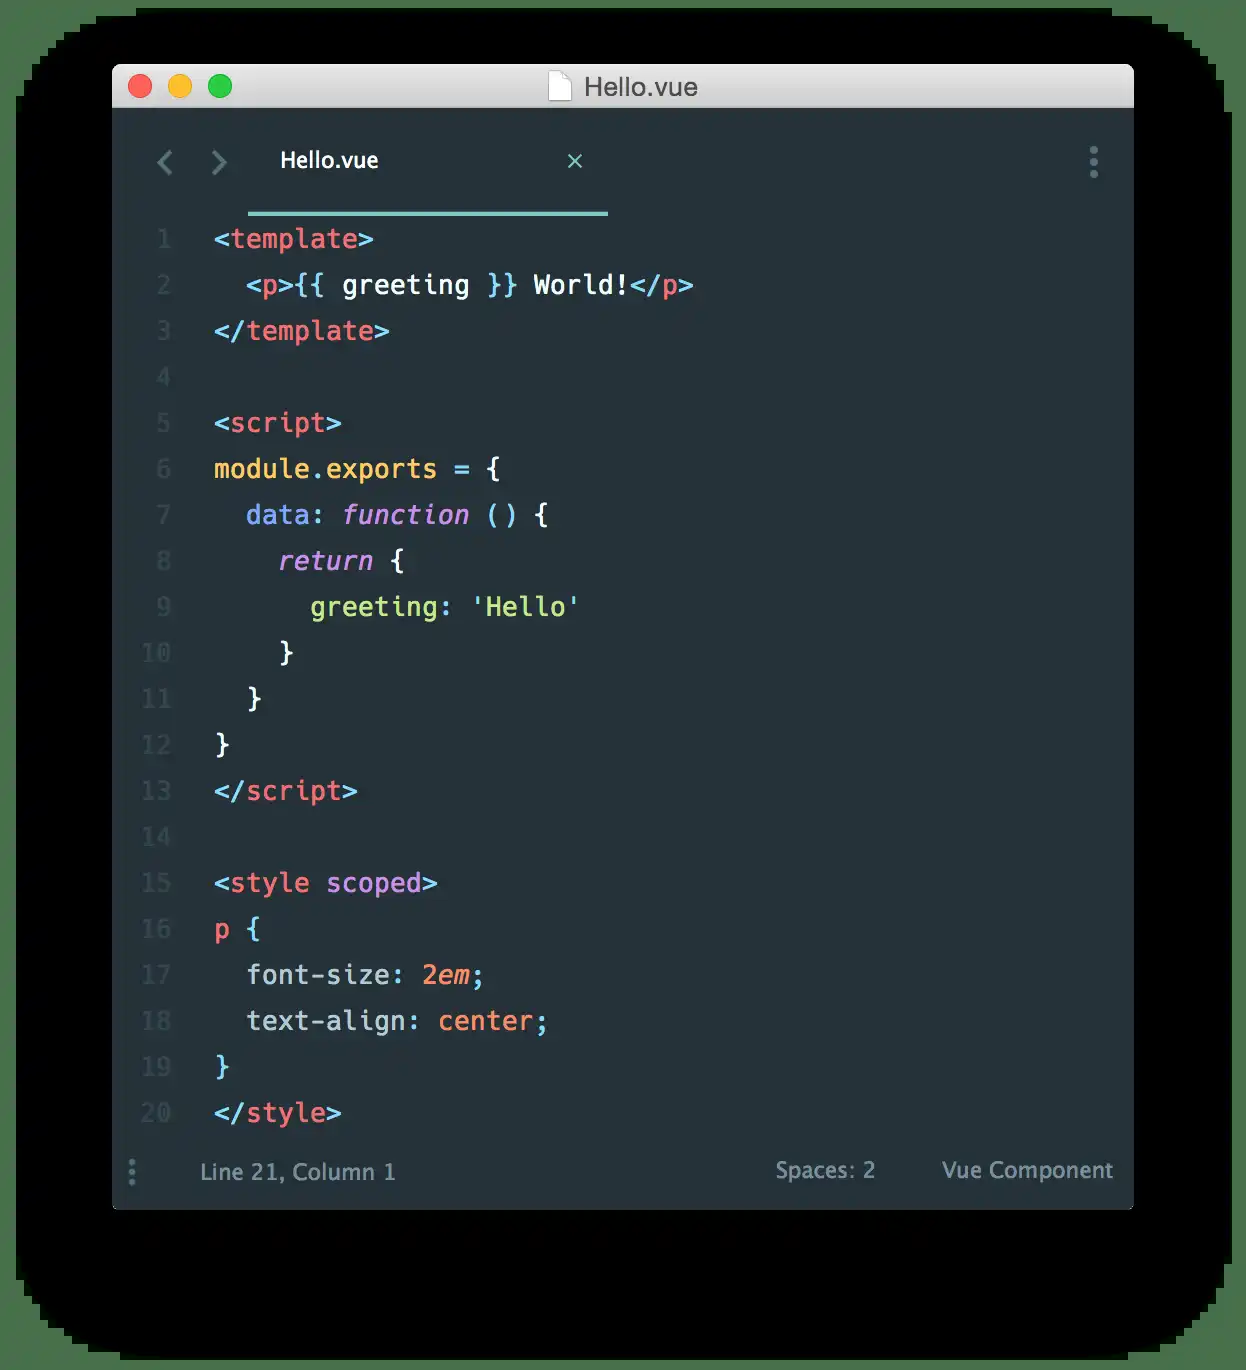 Hello.vue
Hello.vue ×
1 <template>
2   <p>{{ greeting }} World!</p>
3 </template>
4
5 <script>
6 module.exports = {
7   data: function () {
8     return {
9       greeting: 'Hello'
10     }
11   }
12 }
13 </script>
14
15 <style scoped>
16 p {
17   font-size: 2em;
18   text-align: center;
19 }
20 </style>
Line 21, Column 1 Spaces: 2 Vue Component